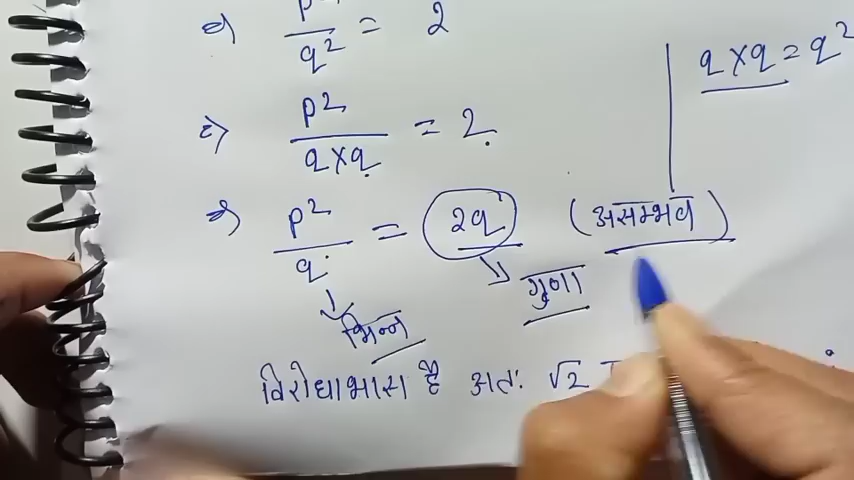 ⇒ p²/q² = 2
q × q = q²
⇒ p²/(q × q) = 2
⇒ p²/q = 2q (असम्भव)
गुणा
भिन्न
विरोधाभास है अतः √2